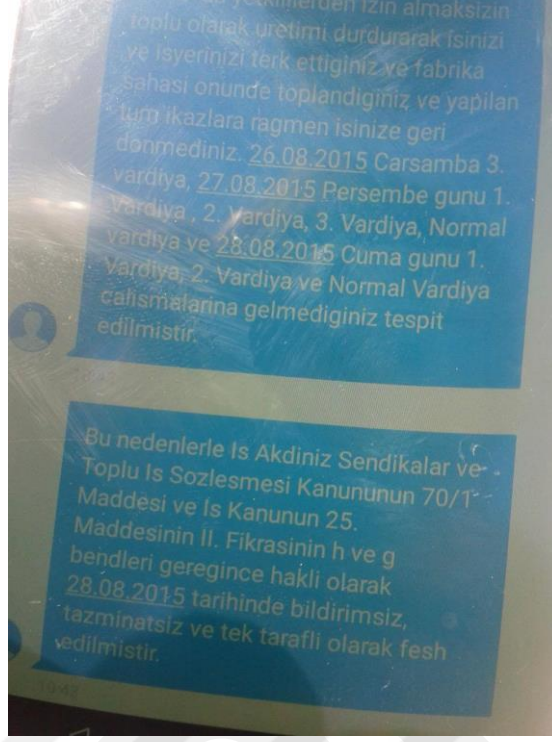 yetkililerden izin almaksizin
toplu olarak uretimi durdurarak isinizi
ve isyerinizi terk ettiginiz ve fabrika
sahasi onunde toplandiginiz ve yapilan
tum ikazlara ragmen isinize geri
donmediniz. 26.08.2015 Carsamba 3.
vardiya, 27.08.2015 Persembe gunu 1.
Vardiya , 2. Vardiya, 3. Vardiya, Normal
vardiya ve 28.08.2015 Cuma gunu 1.
Vardiya, 2. Vardiya ve Normal Vardiya
calismalarina gelmediginiz tespit
edilmistir.
Bu nedenlerle Is Akdiniz Sendikalar ve
Toplu Is Sozlesmesi Kanununun 70/1
Maddesi ve Is Kanunun 25.
Maddesinin II. Fikrasinin h ve g
bendleri geregince hakli olarak
28.08.2015 tarihinde bildirimsiz,
tazminatsiz ve tek tarafli olarak fesh
edilmistir.